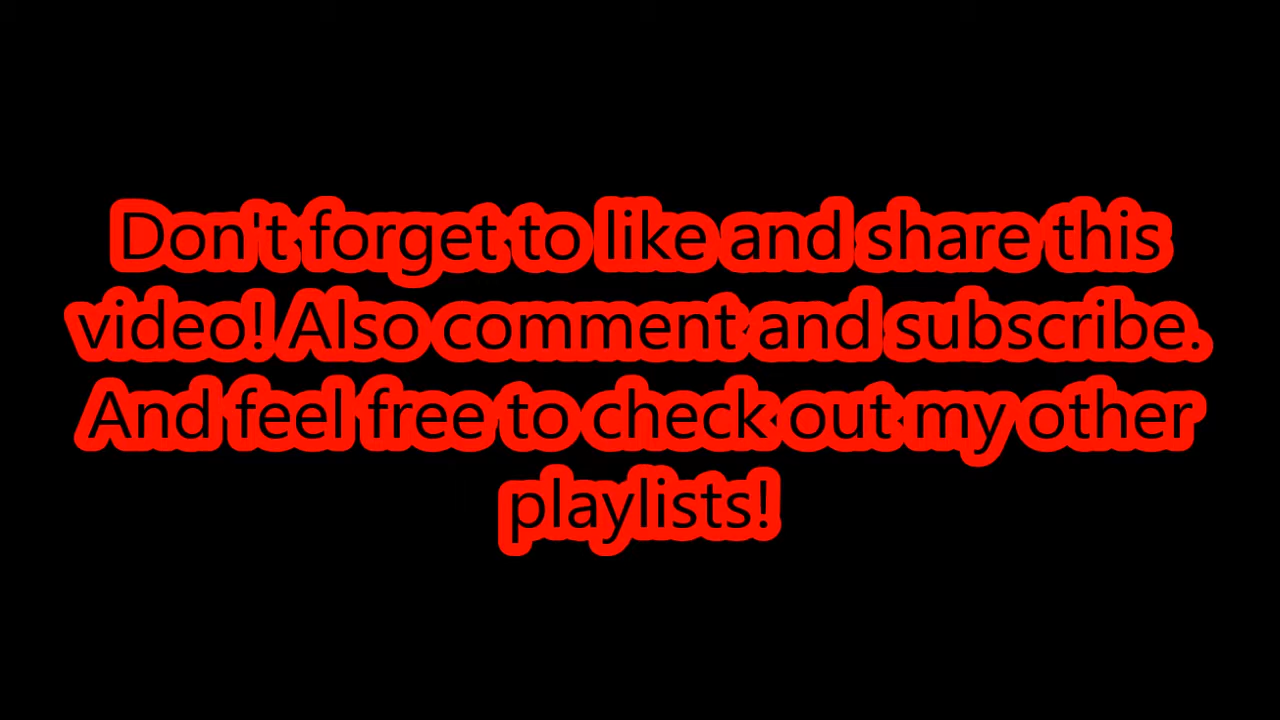 Don't forget to like and share this
video! Also comment and subscribe.
And feel free to check out my other
playlists!